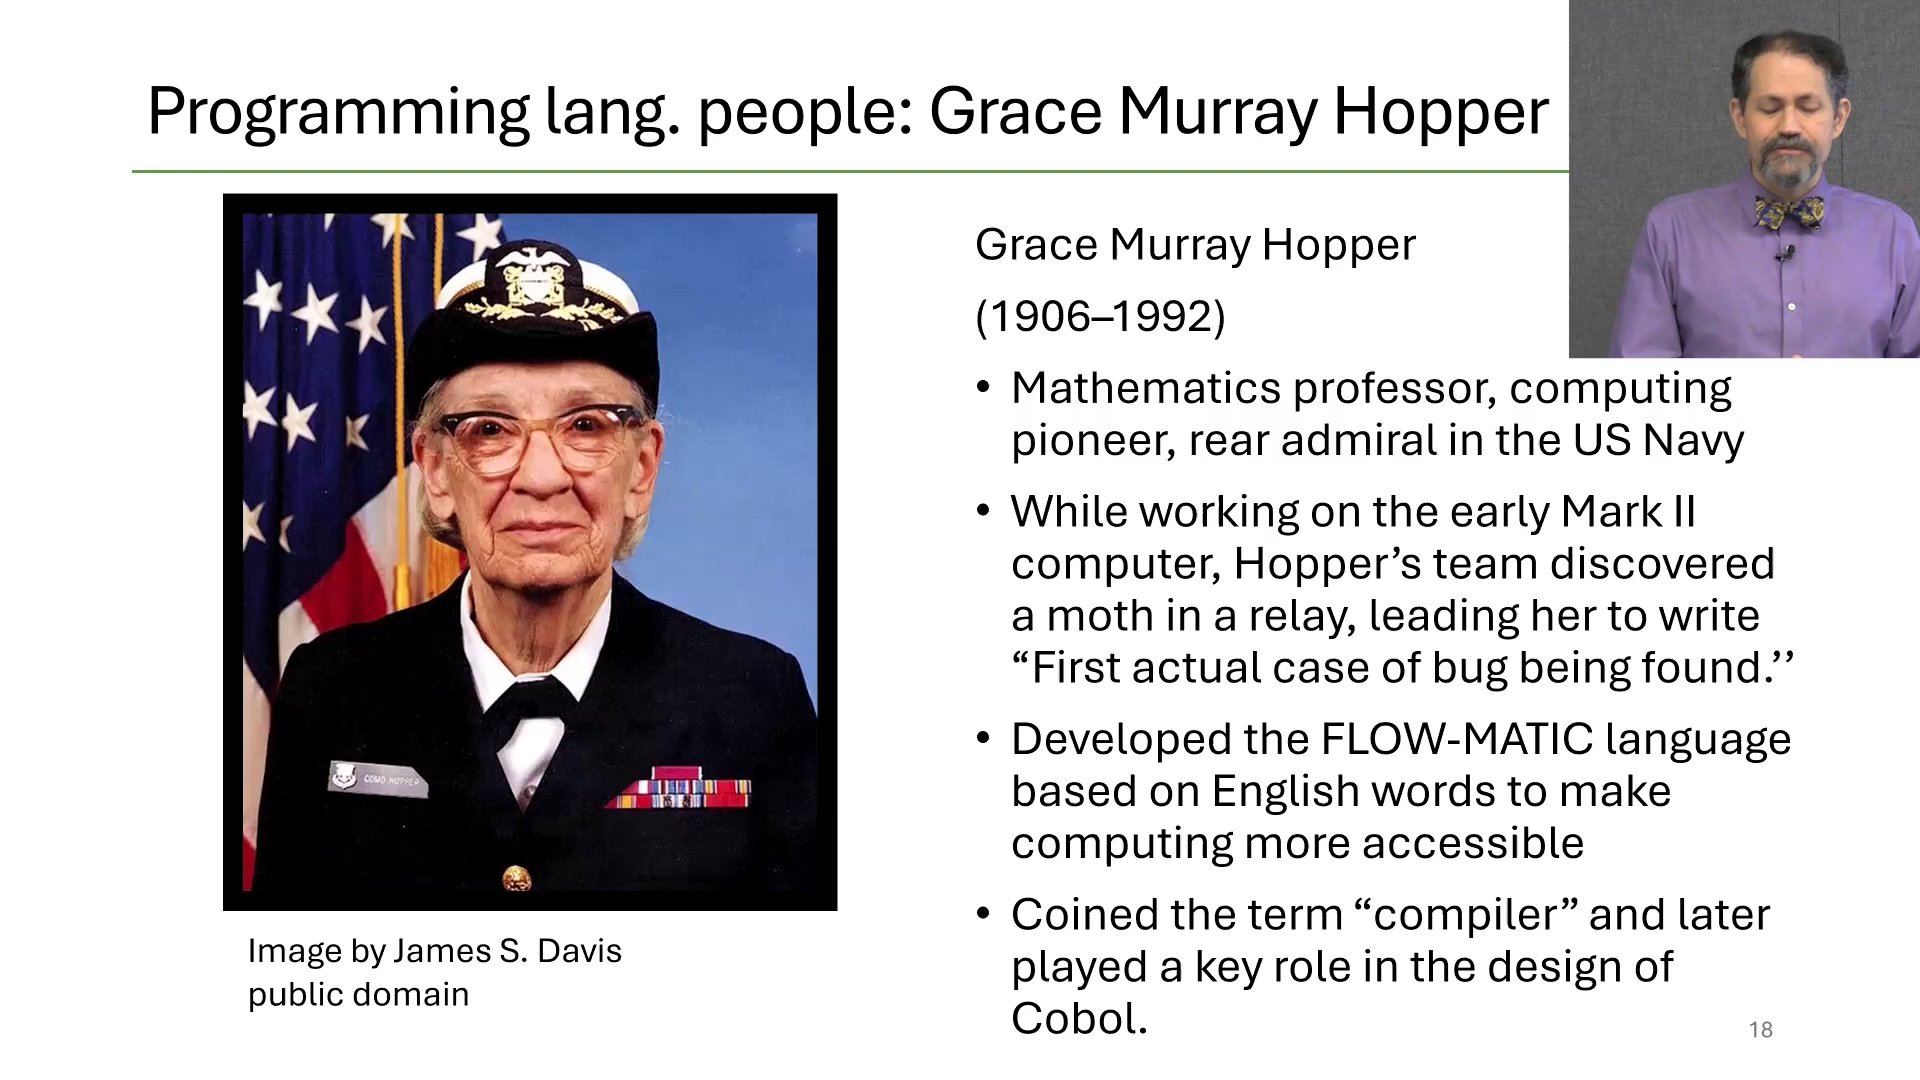 Programming lang. people: Grace Murray Hopper
Grace Murray Hopper
(1906–1992)
• Mathematics professor, computing
pioneer, rear admiral in the US Navy
• While working on the early Mark II
computer, Hopper’s team discovered
a moth in a relay, leading her to write
“First actual case of bug being found.’’
• Developed the FLOW-MATIC language
based on English words to make
computing more accessible
• Coined the term “compiler” and later
played a key role in the design of
Cobol.
COMO HOPPER
Image by James S. Davis
public domain
18